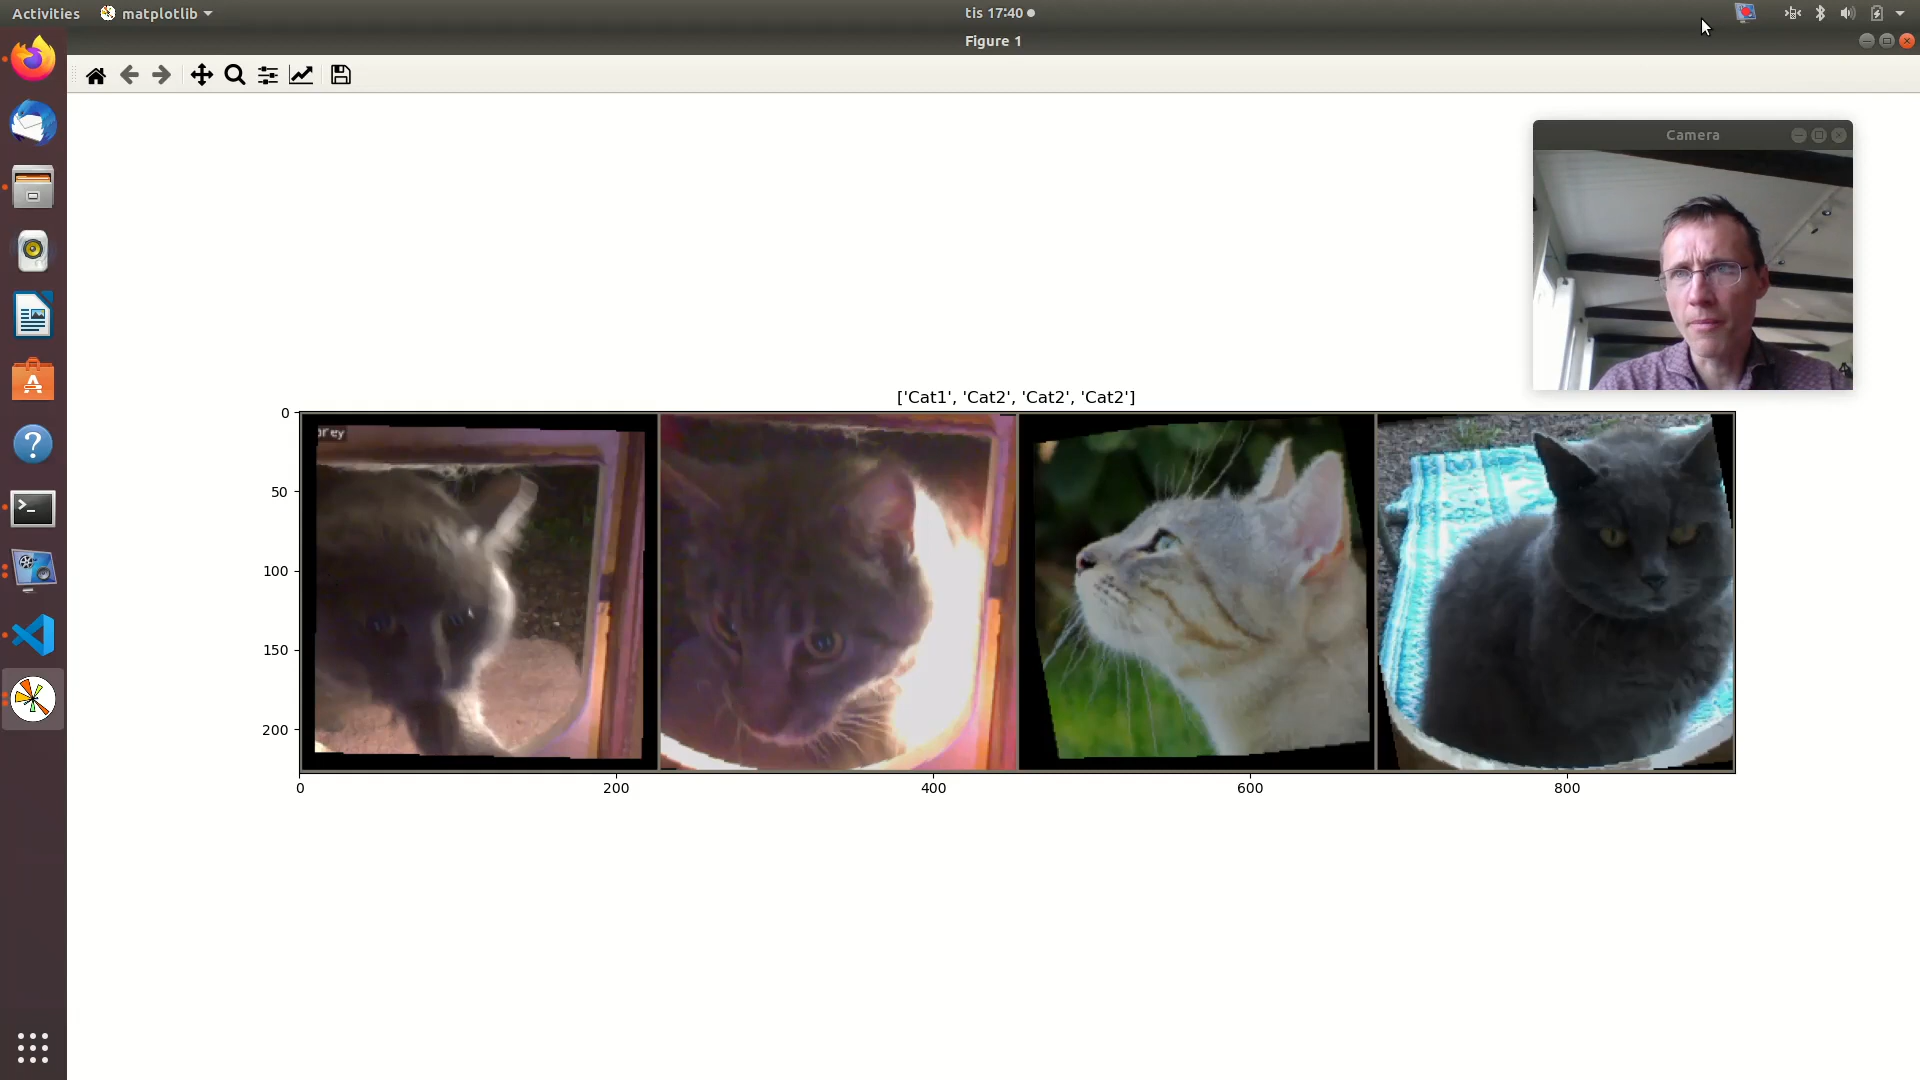 Activities
matplotlib
tis 17:40
Figure 1
Camera
['Cat1', 'Cat2', 'Cat2', 'Cat2']
0
50
100
150
200
0
200
400
600
800